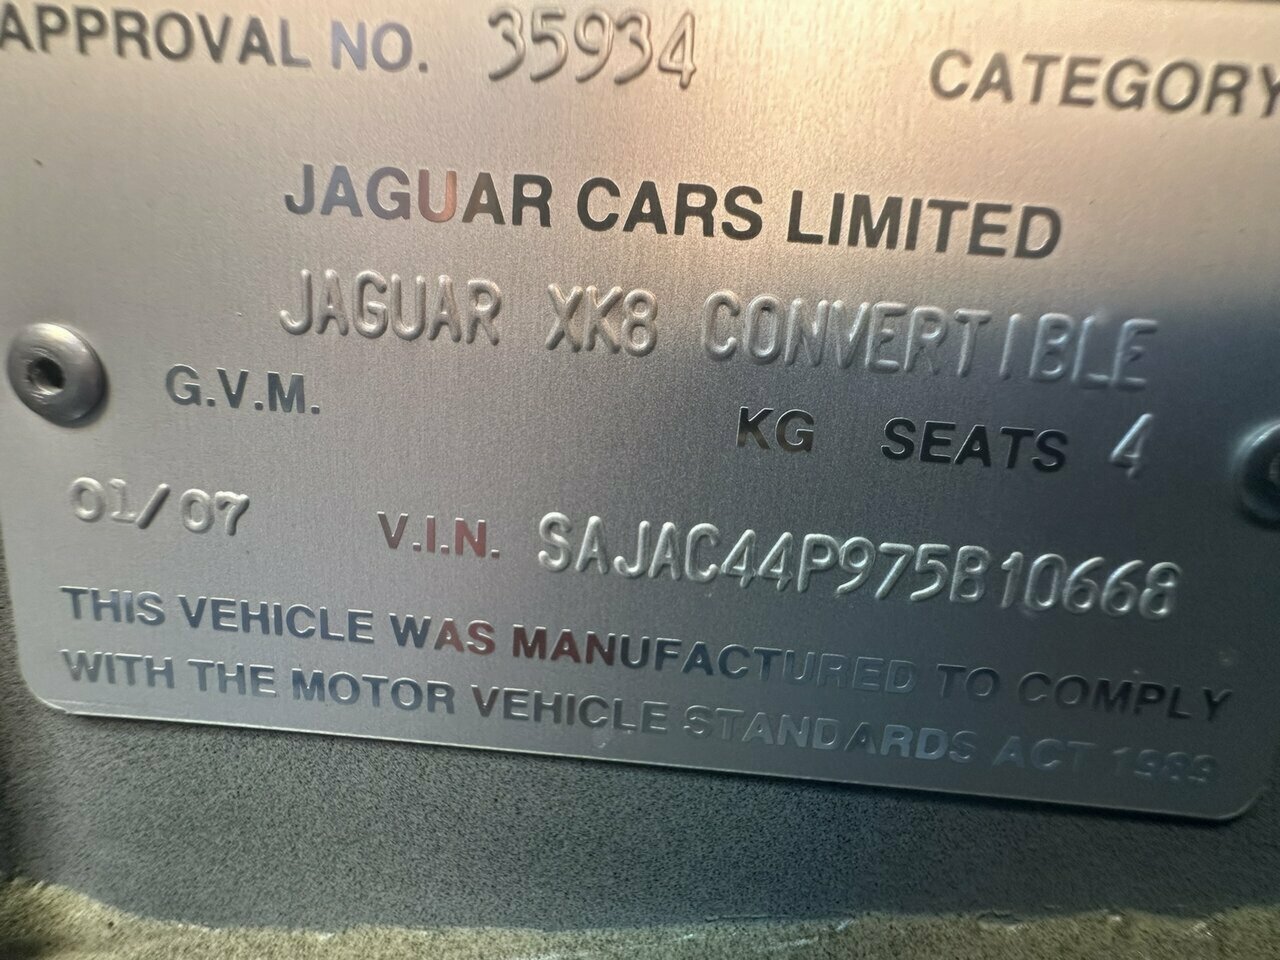 APPROVAL NO. 35934 CATEGORY
JAGUAR CARS LIMITED
JAGUAR XK8 CONVERTIBLE
G.V.M. KG SEATS 4
01/07 V.I.N. SAJAC44P975B10668
THIS VEHICLE WAS MANUFACTURED TO COMPLY
WITH THE MOTOR VEHICLE STANDARDS ACT 1989